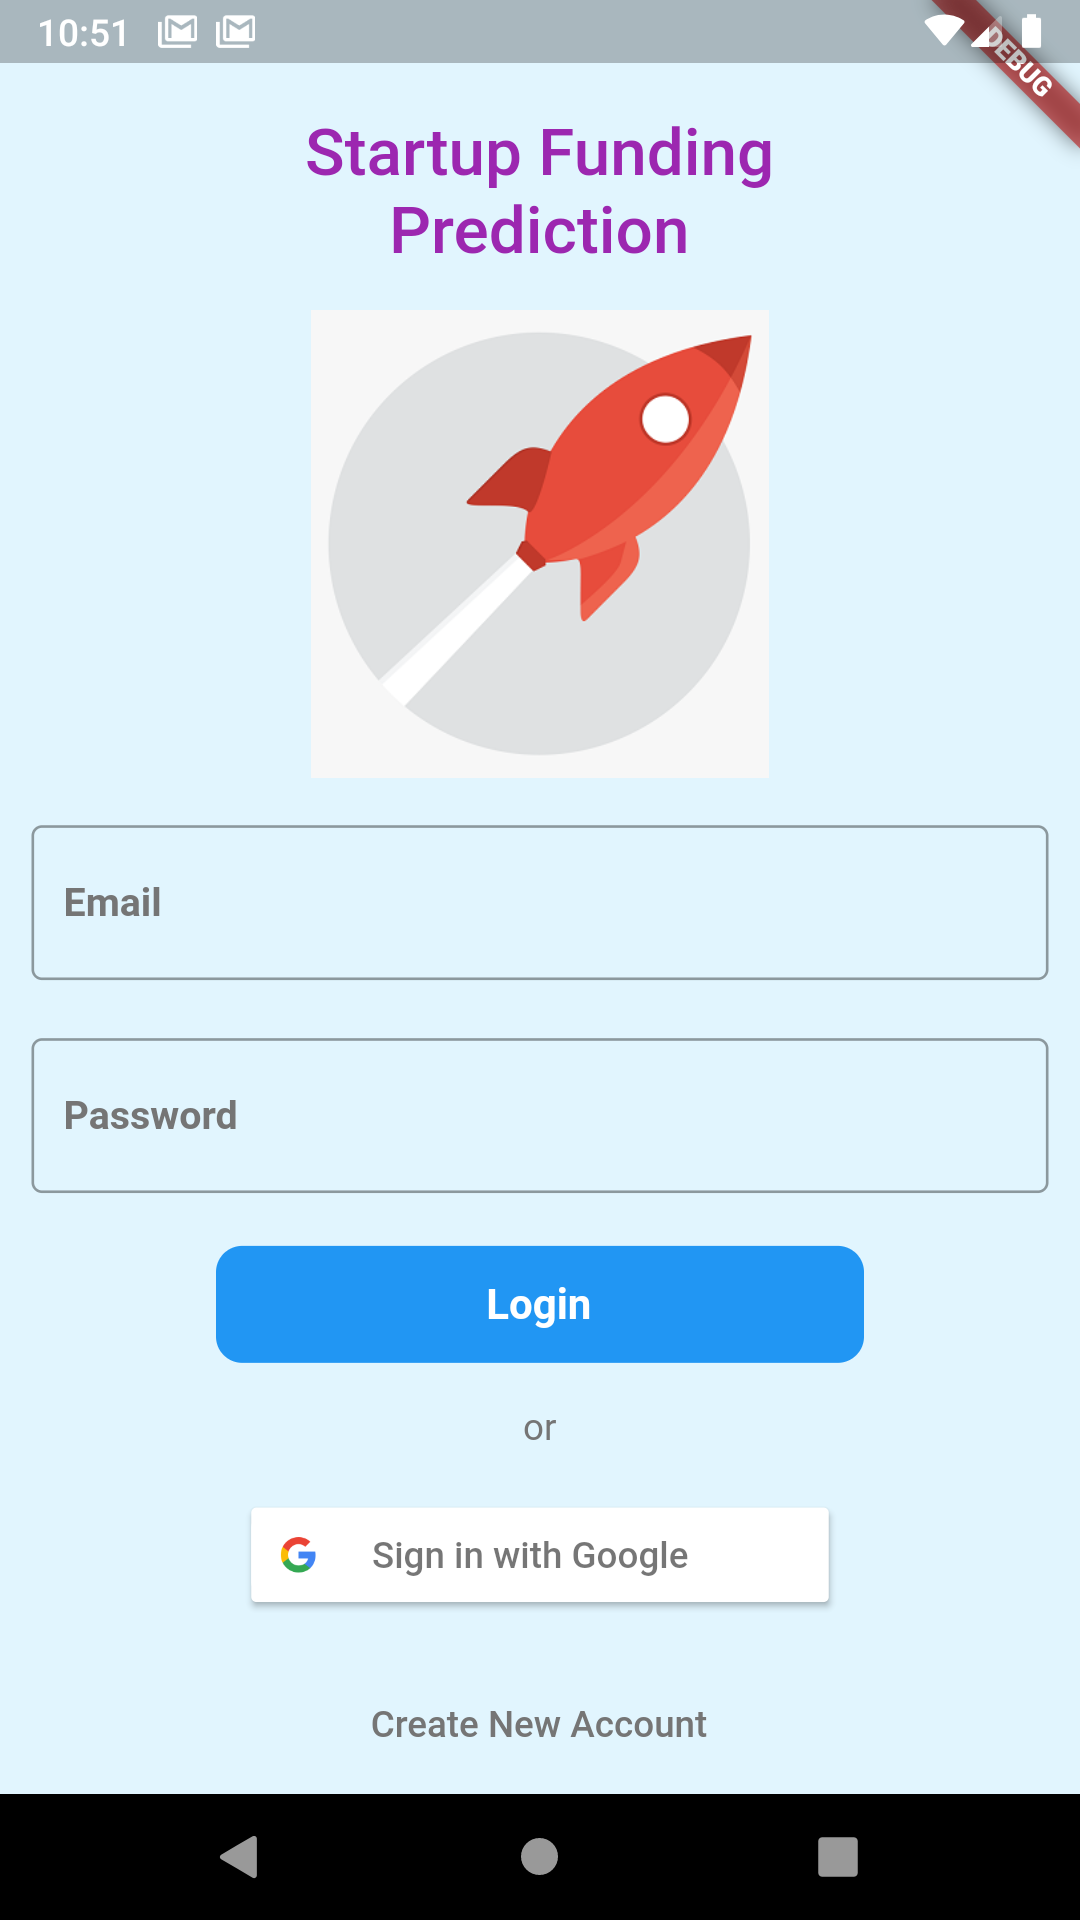 10:51
DEBUG
Startup Funding
Prediction
Email
Password
Login
or
Sign in with Google
Create New Account